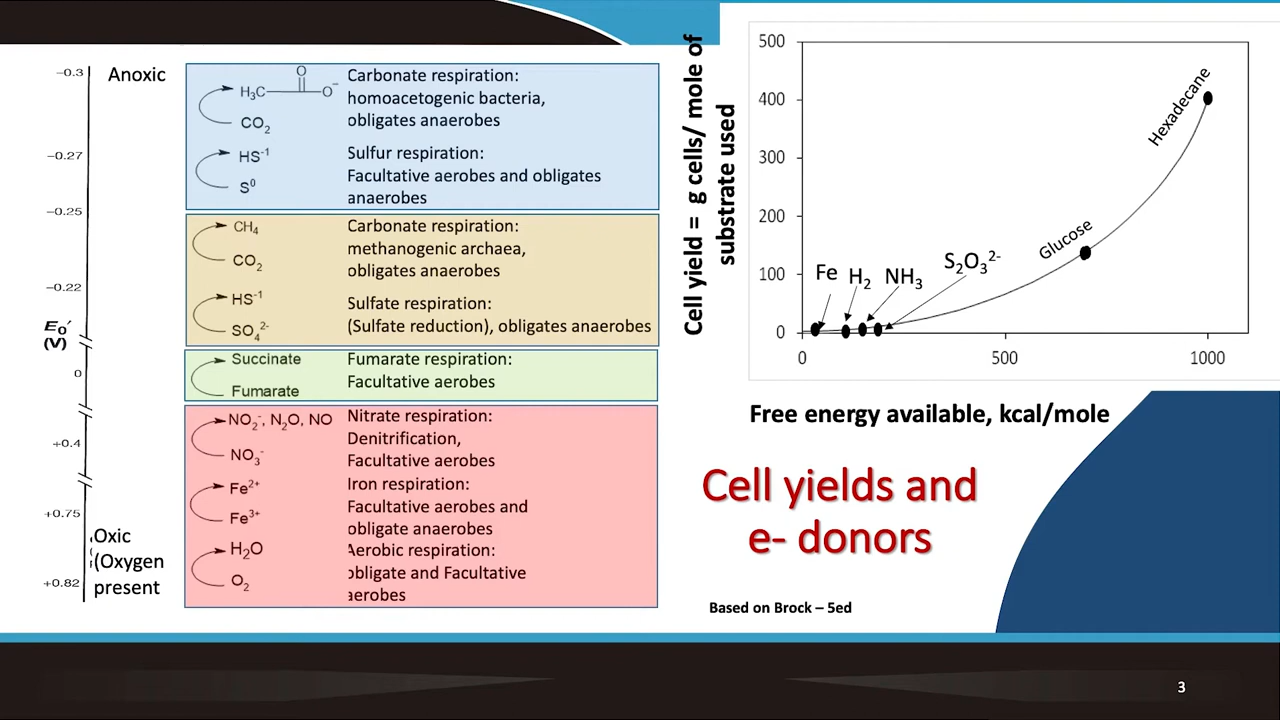 −0.3
Anoxic
−0.27
−0.25
−0.22
E₀′
(V)
0
+0.4
+0.75
+0.82
Oxic
(Oxygen
present
O
H₃C
O⁻
CO₂
Carbonate respiration:
homoacetogenic bacteria,
obligates anaerobes
HS⁻¹
S⁰
Sulfur respiration:
Facultative aerobes and obligates
anaerobes
CH₄
CO₂
Carbonate respiration:
methanogenic archaea,
obligates anaerobes
HS⁻¹
SO₄²⁻
Sulfate respiration:
(Sulfate reduction), obligates anaerobes
Succinate
Fumarate
Fumarate respiration:
Facultative aerobes
NO₂⁻, N₂O, NO
NO₃⁻
Nitrate respiration:
Denitrification,
Facultative aerobes
Fe²⁺
Fe³⁺
Iron respiration:
Facultative aerobes and
obligate anaerobes
H₂O
O₂
Aerobic respiration:
obligate and Facultative
aerobes
Cell yield = g cells/ mole of
substrate used
500
400
300
200
100
0
0
500
1000
Fe
H₂
NH₃
S₂O₃²⁻
Glucose
Hexadecane
Free energy available, kcal/mole
Cell yields and
e- donors
Based on Brock – 5ed
3